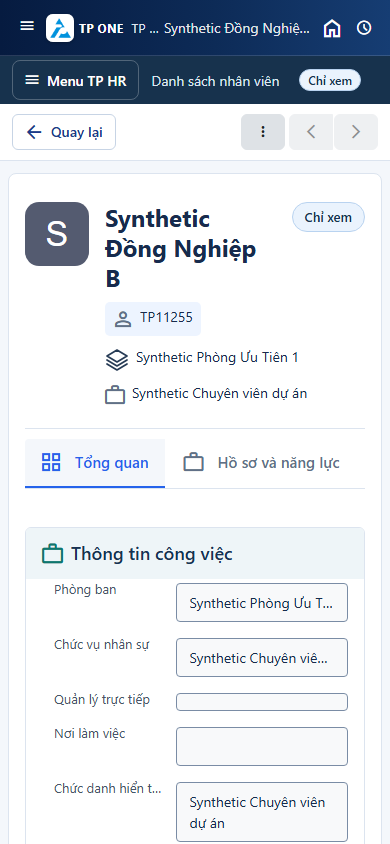 TP ONE TP ... Synthetic Đồng Nghiệ...
Menu TP HR Danh sách nhân viên Chỉ xem
Quay lại
S
Synthetic
Đồng Nghiệp
B
Chỉ xem
TP11255
Synthetic Phòng Ưu Tiên 1
Synthetic Chuyên viên dự án
Tổng quan Hồ sơ và năng lực
Thông tin công việc
Phòng ban
Synthetic Phòng Ưu T...
Chức vụ nhân sự
Synthetic Chuyên viê...
Quản lý trực tiếp
Nơi làm việc
Chức danh hiển t...
Synthetic Chuyên viên
dự án